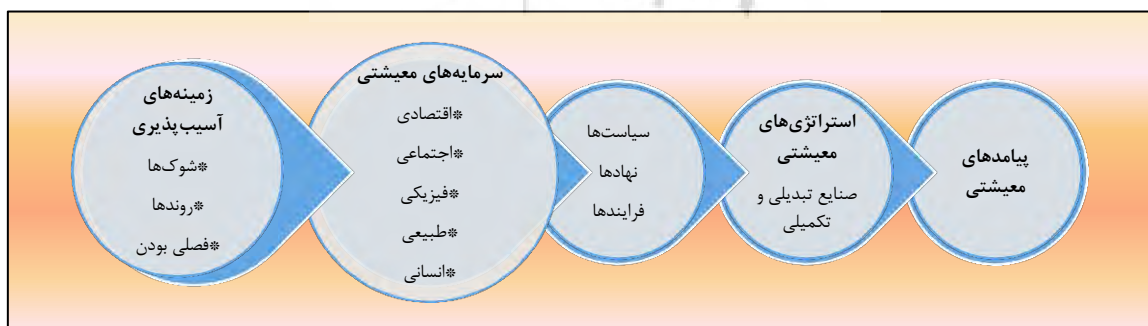 زمینه‌های
آسیب‌پذیری
*شوک‌ها
*روندها
*فصلی بودن
سرمایه‌های معیشتی
*اقتصادی
*اجتماعی
*فیزیکی
*طبیعی
*انسانی
سیاست‌ها
نهادها
فرایندها
استراتژی‌های
معیشتی
صنایع تبدیلی و
تکمیلی
پیامدهای
معیشتی